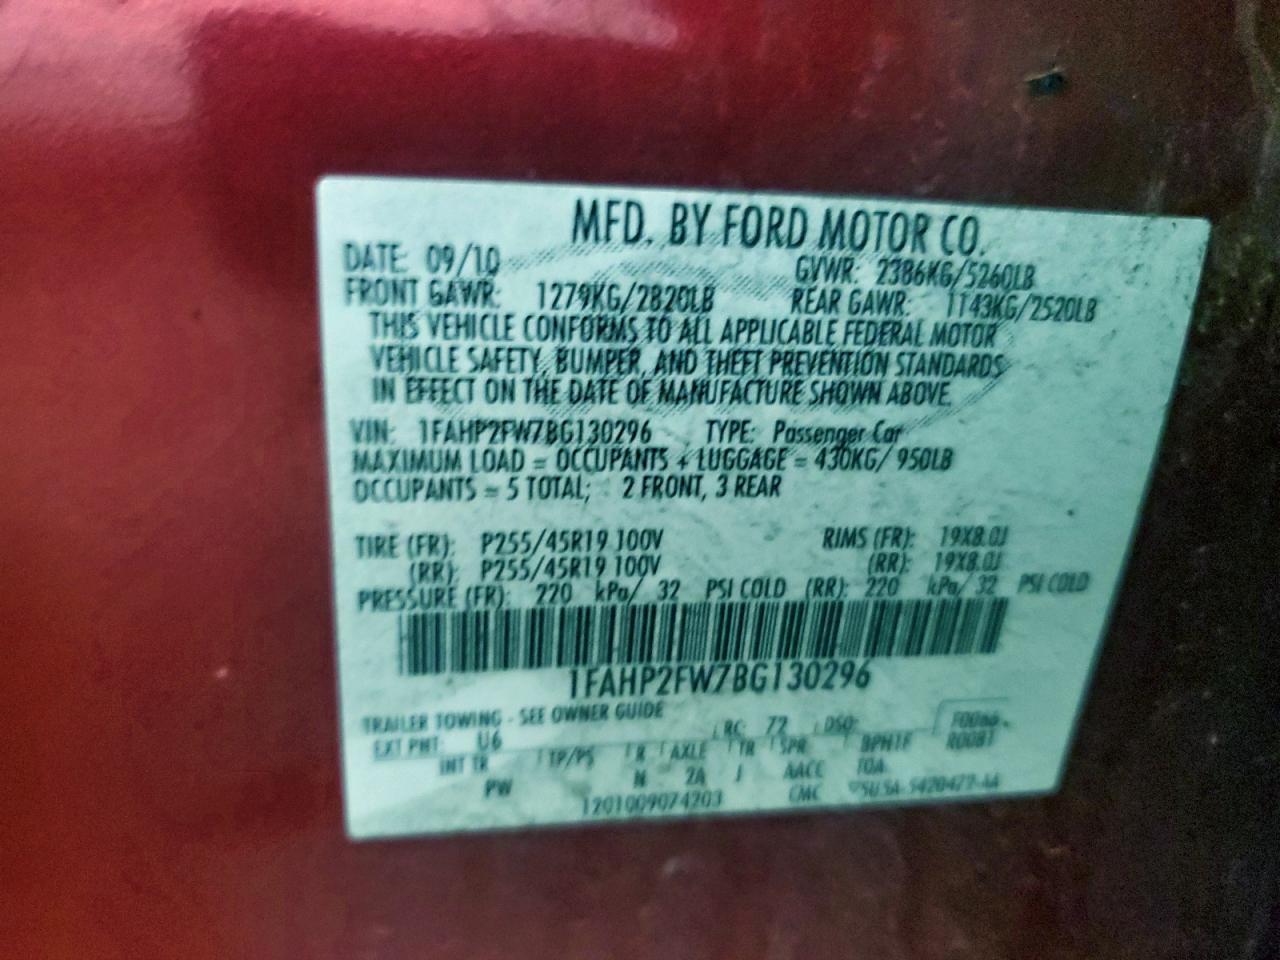 MFD. BY FORD MOTOR CO.
DATE: 09/10 GVWR: 2386KG/5260LB
FRONT GAWR: 1279KG/2820LB REAR GAWR: 1143KG/2520LB
THIS VEHICLE CONFORMS TO ALL APPLICABLE FEDERAL MOTOR
VEHICLE SAFETY, BUMPER, AND THEFT PREVENTION STANDARDS
IN EFFECT ON THE DATE OF MANUFACTURE SHOWN ABOVE.
VIN: 1FAHP2FW7BG130296 TYPE: Passenger Car
MAXIMUM LOAD = OCCUPANTS + LUGGAGE = 430KG/ 950LB
OCCUPANTS = 5 TOTAL; 2 FRONT, 3 REAR
TIRE (FR): P255/45R19 100V RIMS (FR): 19X8.0J
(RR): P255/45R19 100V (RR): 19X8.0J
PRESSURE (FR): 220 kPa/ 32 PSI COLD (RR): 220 kPa/ 32 PSI COLD
1FAHP2FW7BG130296
TRAILER TOWING - SEE OWNER GUIDE
EXT PNT: U6 RC: 72 DSO:
INT TR TP/PS R AXLE TR SPR
PW N 2A J AACC
1201009074203 CMC